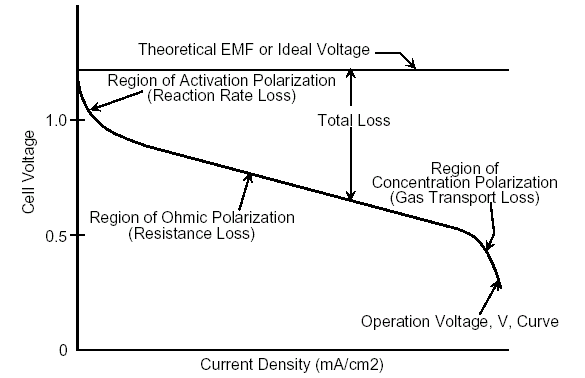 Theoretical EMF or Ideal Voltage
Region of Activation Polarization
(Reaction Rate Loss)
1.0
Total Loss
Region of
Concentration Polarization
(Gas Transport Loss)
Cell Voltage
Region of Ohmic Polarization
(Resistance Loss)
0.5
Operation Voltage, V, Curve
0
Current Density (mA/cm2)